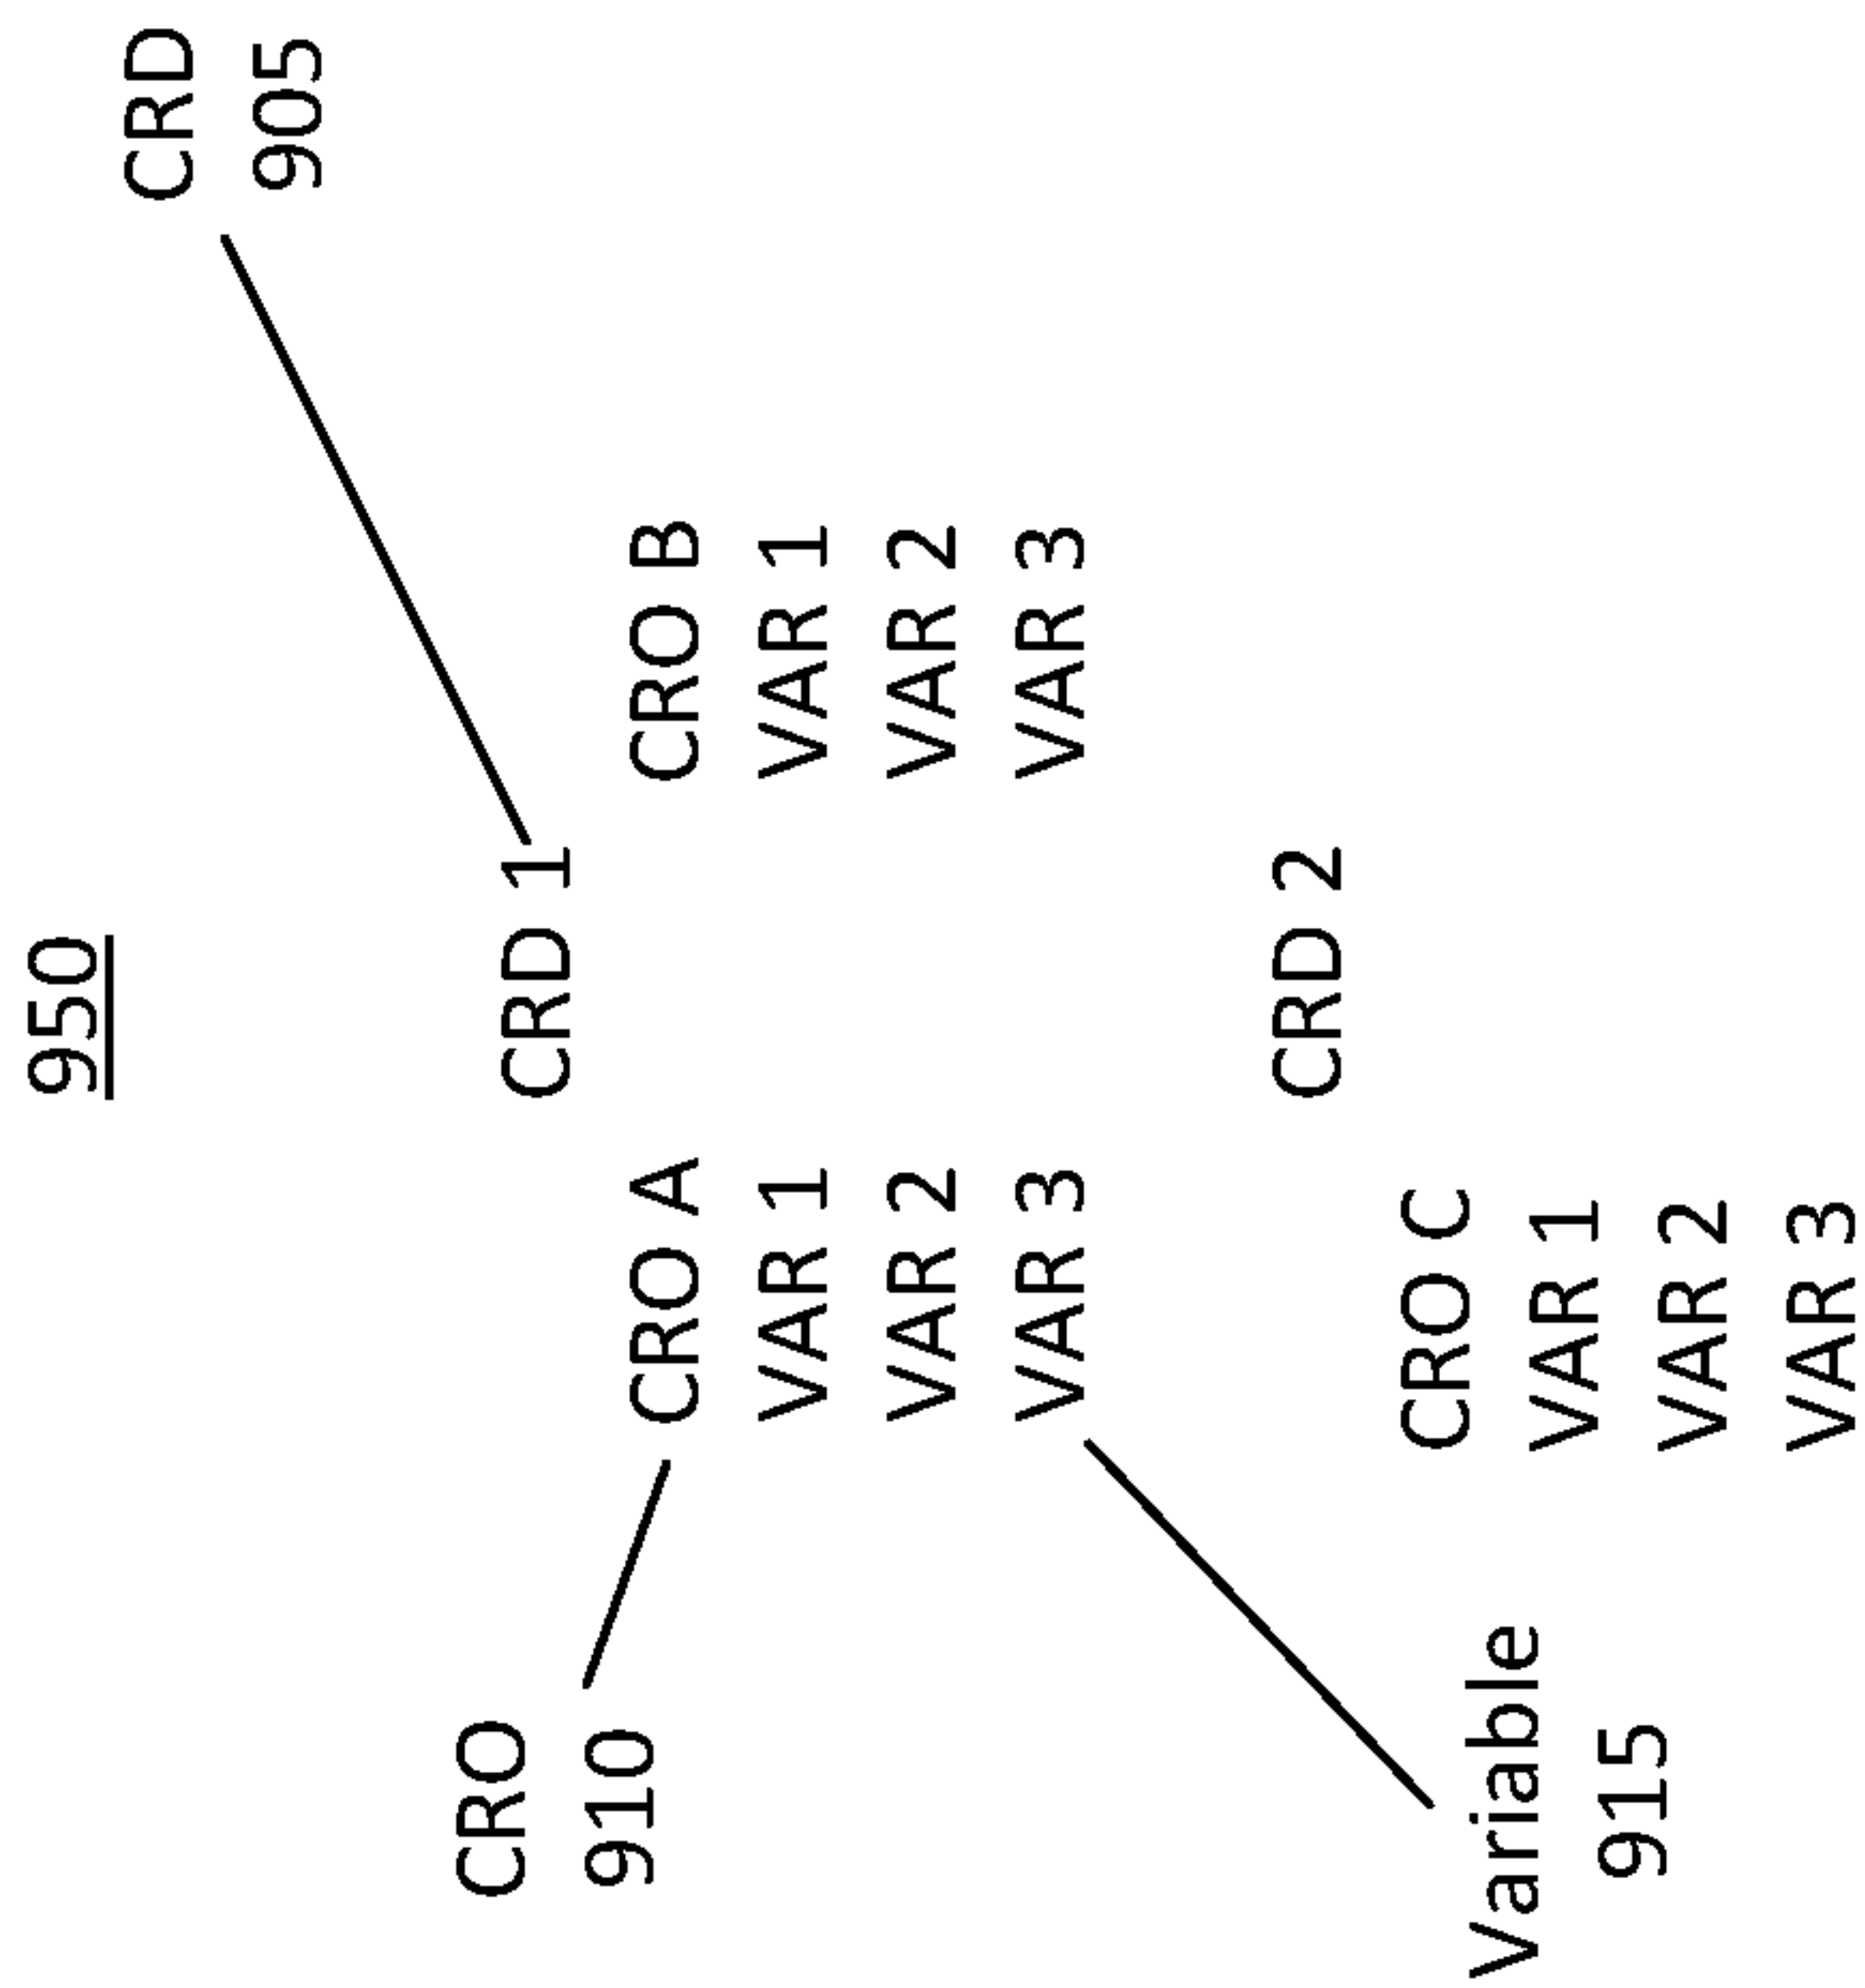 950
CRD
905
CRO
910
CRD 1
CRO A
VAR 1
VAR 2
VAR 3
CRO B
VAR 1
VAR 2
VAR 3
CRD 2
CRO C
VAR 1
VAR 2
VAR 3
Variable
915